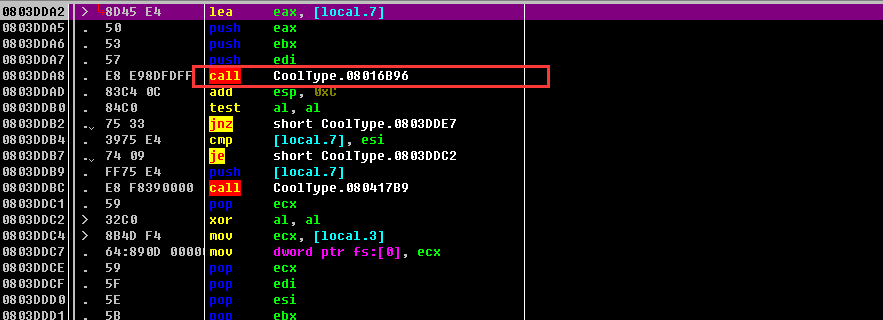 0803DDA2 > 8D45 E4 lea eax, [local.7]
0803DDA5 . 50 push eax
0803DDA6 . 53 push ebx
0803DDA7 . 57 push edi
0803DDA8 . E8 E98DFDFF call CoolType.08016B96
0803DDAD . 83C4 0C add esp, 0xC
0803DDB0 . 84C0 test al, al
0803DDB2 . 75 33 jnz short CoolType.0803DDE7
0803DDB4 . 3975 E4 cmp [local.7], esi
0803DDB7 . 74 09 je short CoolType.0803DDC2
0803DDB9 . FF75 E4 push [local.7]
0803DDBC . E8 F8390000 call CoolType.080417B9
0803DDC1 . 59 pop ecx
0803DDC2 > 32C0 xor al, al
0803DDC4 > 8B4D F4 mov ecx, [local.3]
0803DDC7 . 64:890D 00000 mov dword ptr fs:[0], ecx
0803DDCE . 59 pop ecx
0803DDCF . 5F pop edi
0803DDD0 . 5E pop esi
0803DDD1 . 5B pop ebx